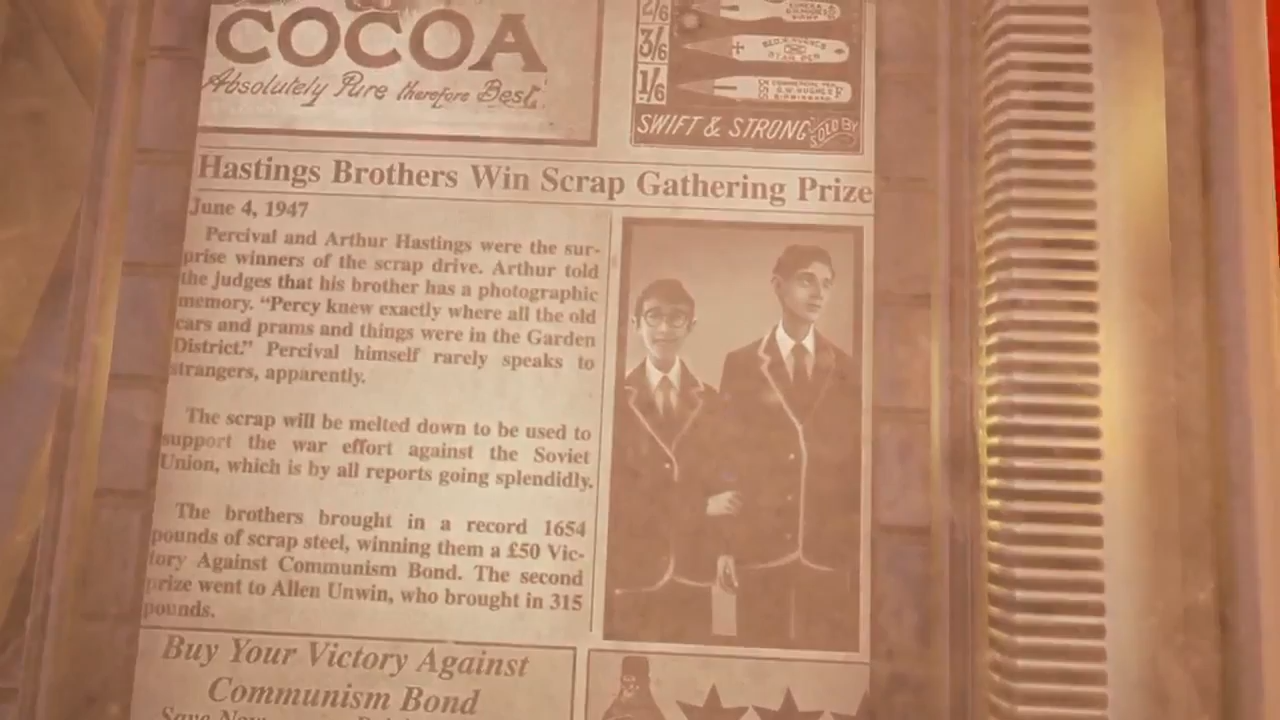 COCOA
Absolutely Pure therefore Best
2/6
3/6
1/6
SWIFT & STRONG SOLD BY
Hastings Brothers Win Scrap Gathering Prize
June 4, 1947
Percival and Arthur Hastings were the sur-
prise winners of the scrap drive. Arthur told
the judges that his brother has a photographic
memory. “Percy knew exactly where all the old
cars and prams and things were in the Garden
District.” Percival himself rarely speaks to
strangers, apparently.
The scrap will be melted down to be used to
support the war effort against the Soviet
Union, which is by all reports going splendidly.
The brothers brought in a record 1654
pounds of scrap steel, winning them a £50 Vic-
tory Against Communism Bond. The second
prize went to Allen Unwin, who brought in 315
pounds.
Buy Your Victory Against
Communism Bond